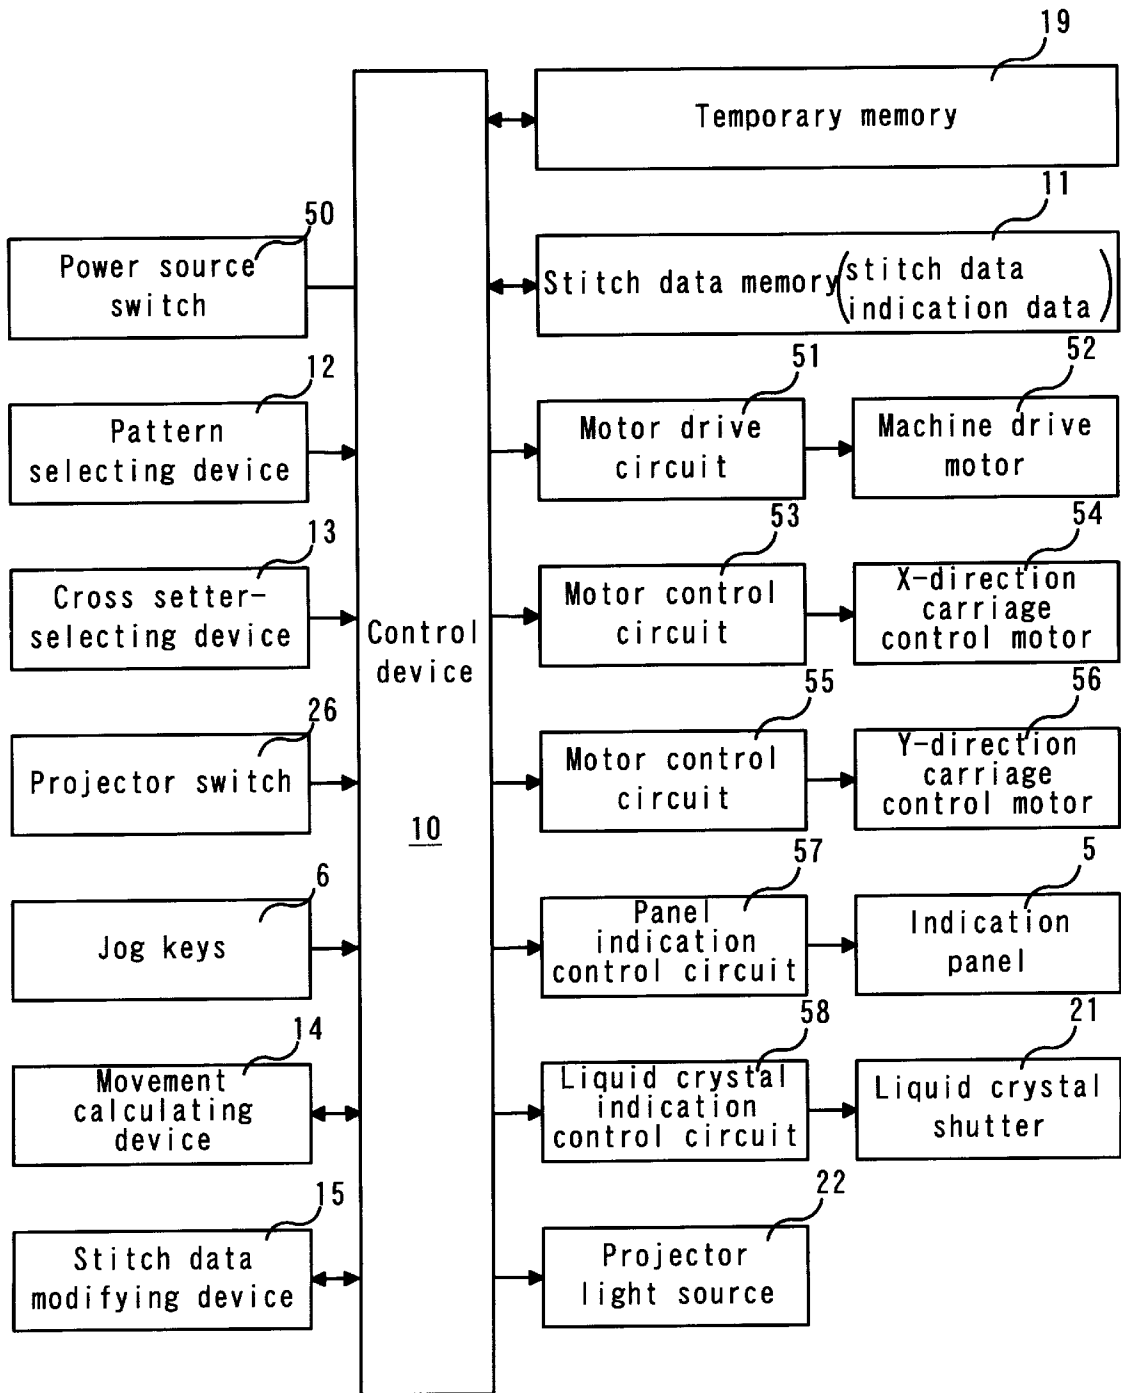 19
Temporary memory
11
Stitch data memory (stitch data
indication data)
50
Power source
switch
12
Pattern
selecting device
13
Cross setter-
selecting device
26
Projector switch
6
Jog keys
14
Movement
calculating
device
15
Stitch data
modifying device
Control
device
10
51
Motor drive
circuit
52
Machine drive
motor
53
Motor control
circuit
54
X-direction
carriage
control motor
55
Motor control
circuit
56
Y-direction
carriage
control motor
57
Panel
indication
control circuit
5
Indication
panel
58
Liquid crystal
indication
control circuit
21
Liquid crystal
shutter
22
Projector
light source